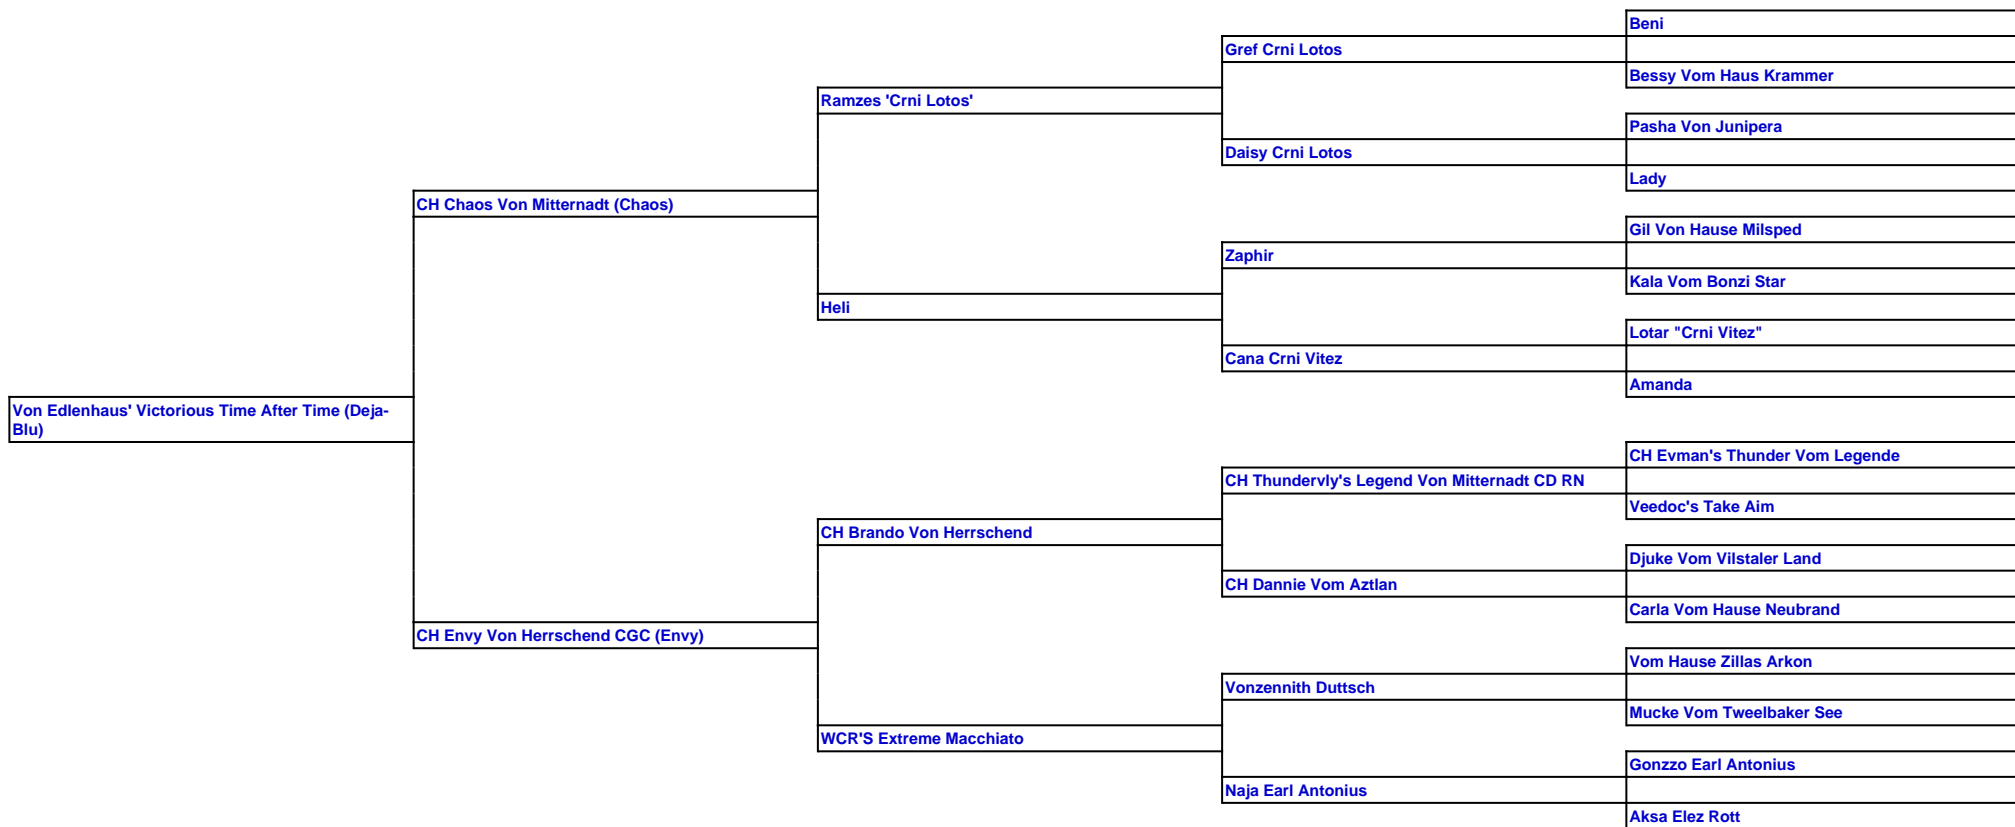 Beni
Gref Crni Lotos
Bessy Vom Haus Krammer
Ramzes 'Crni Lotos'
Pasha Von Junipera
Daisy Crni Lotos
Lady
CH Chaos Von Mitternadt (Chaos)
Gil Von Hause Milsped
Zaphir
Kala Vom Bonzi Star
Heli
Lotar "Crni Vitez"
Cana Crni Vitez
Amanda
Von Edlenhaus' Victorious Time After Time (Deja-
Blu)
CH Evman's Thunder Vom Legende
CH Thundervly's Legend Von Mitternadt CD RN
Veedoc's Take Aim
CH Brando Von Herrschend
Djuke Vom Vilstaler Land
CH Dannie Vom Aztlan
Carla Vom Hause Neubrand
CH Envy Von Herrschend CGC (Envy)
Vom Hause Zillas Arkon
Vonzennith Duttsch
Mucke Vom Tweelbaker See
WCR'S Extreme Macchiato
Gonzzo Earl Antonius
Naja Earl Antonius
Aksa Elez Rott